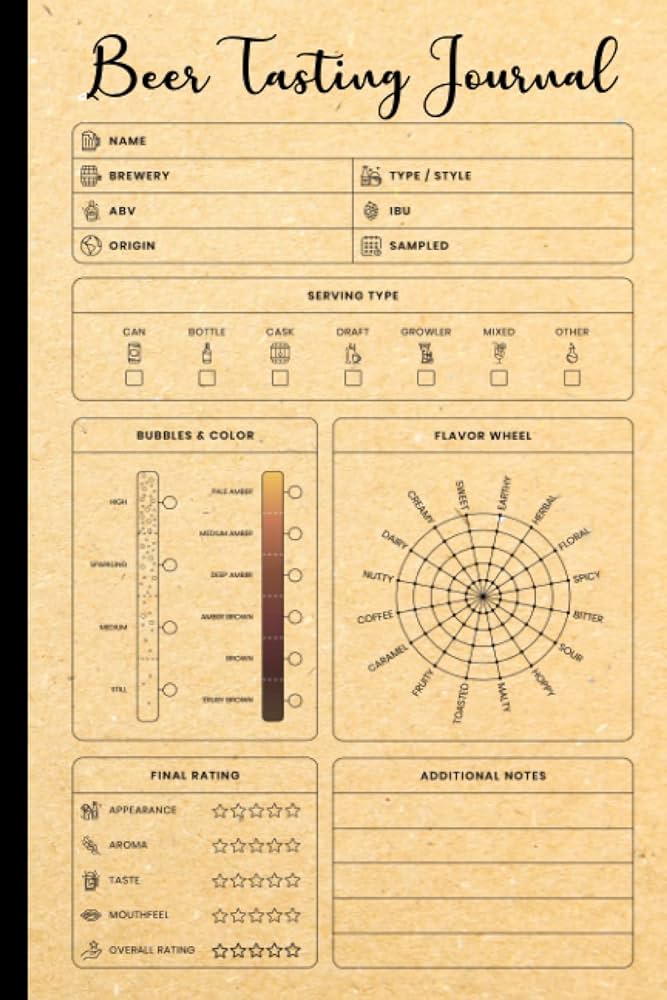 Beer Tasting Journal
NAME
BREWERY
TYPE / STYLE
ABV
IBU
ORIGIN
SAMPLED
SERVING TYPE
CAN BOTTLE CASK DRAFT GROWLER MIXED OTHER
BUBBLES & COLOR
HIGH
SPARKLING
MEDIUM
STILL
PALE AMBER
MEDIUM AMBER
DEEP AMBER
AMBER BROWN
BROWN
BROWN
FLAVOR WHEEL
SWEET
EARTHY
HERBAL
FLORAL
SPICY
BITTER
SOUR
HOPPY
MALTY
TOASTED
FRUITY
CARAMEL
COFFEE
NUTTY
DAIRY
CREAMY
FINAL RATING
APPEARANCE
AROMA
TASTE
MOUTHFEEL
OVERALL RATING
ADDITIONAL NOTES